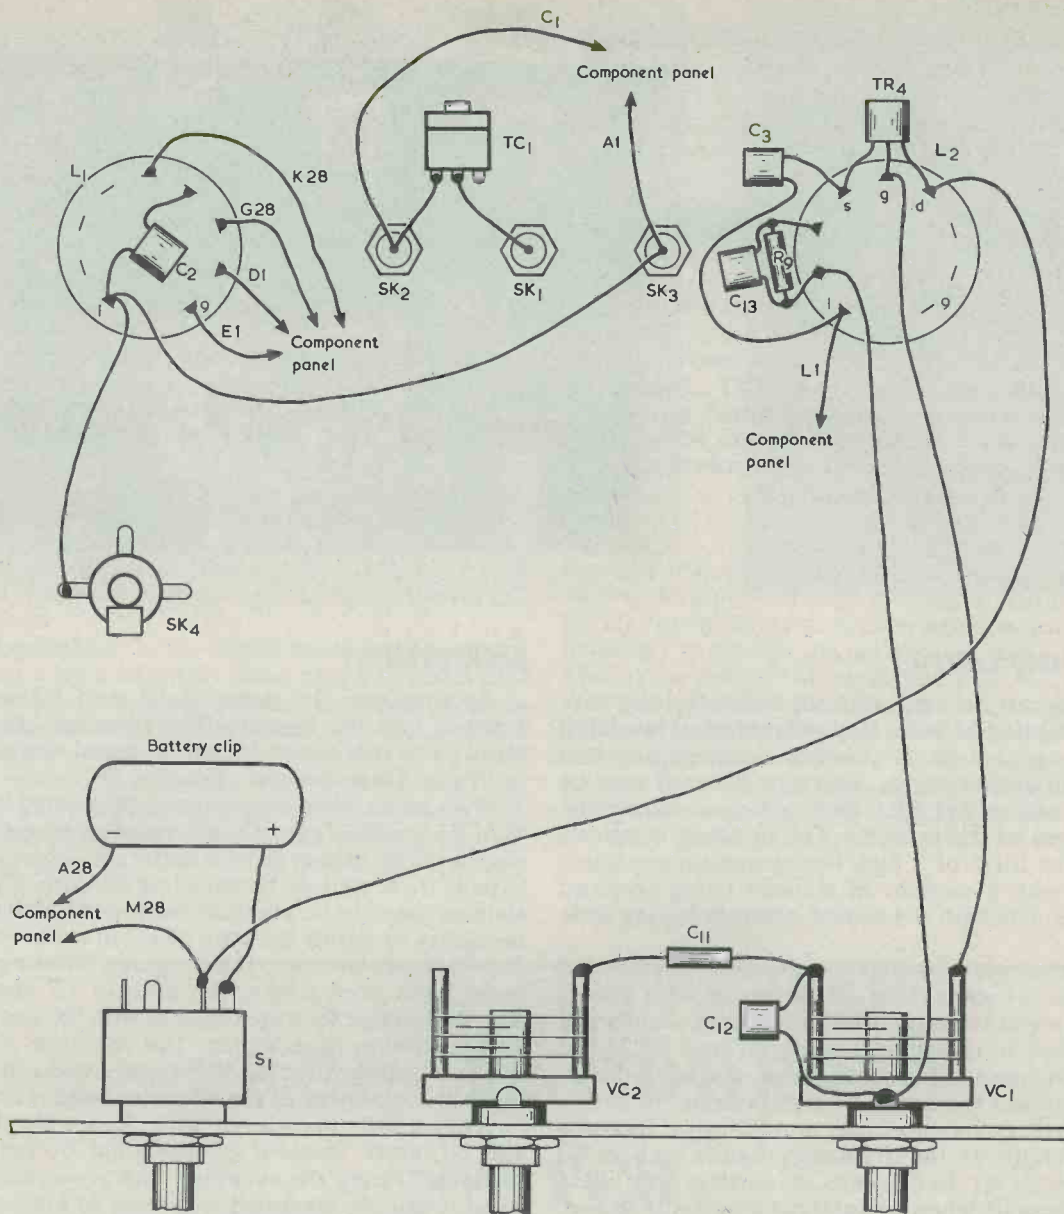 C1
Component panel
TR4
C3
TC1
A1
L2
L1
K28
s g d
G28
C2
R9
D1
SK2
SK1
SK3
C13
1
9
1
9
E1
Component
panel
L1
Component
panel
SK4
Battery clip
- +
A28
M28
Component
panel
C11
C12
S1
VC2
VC1